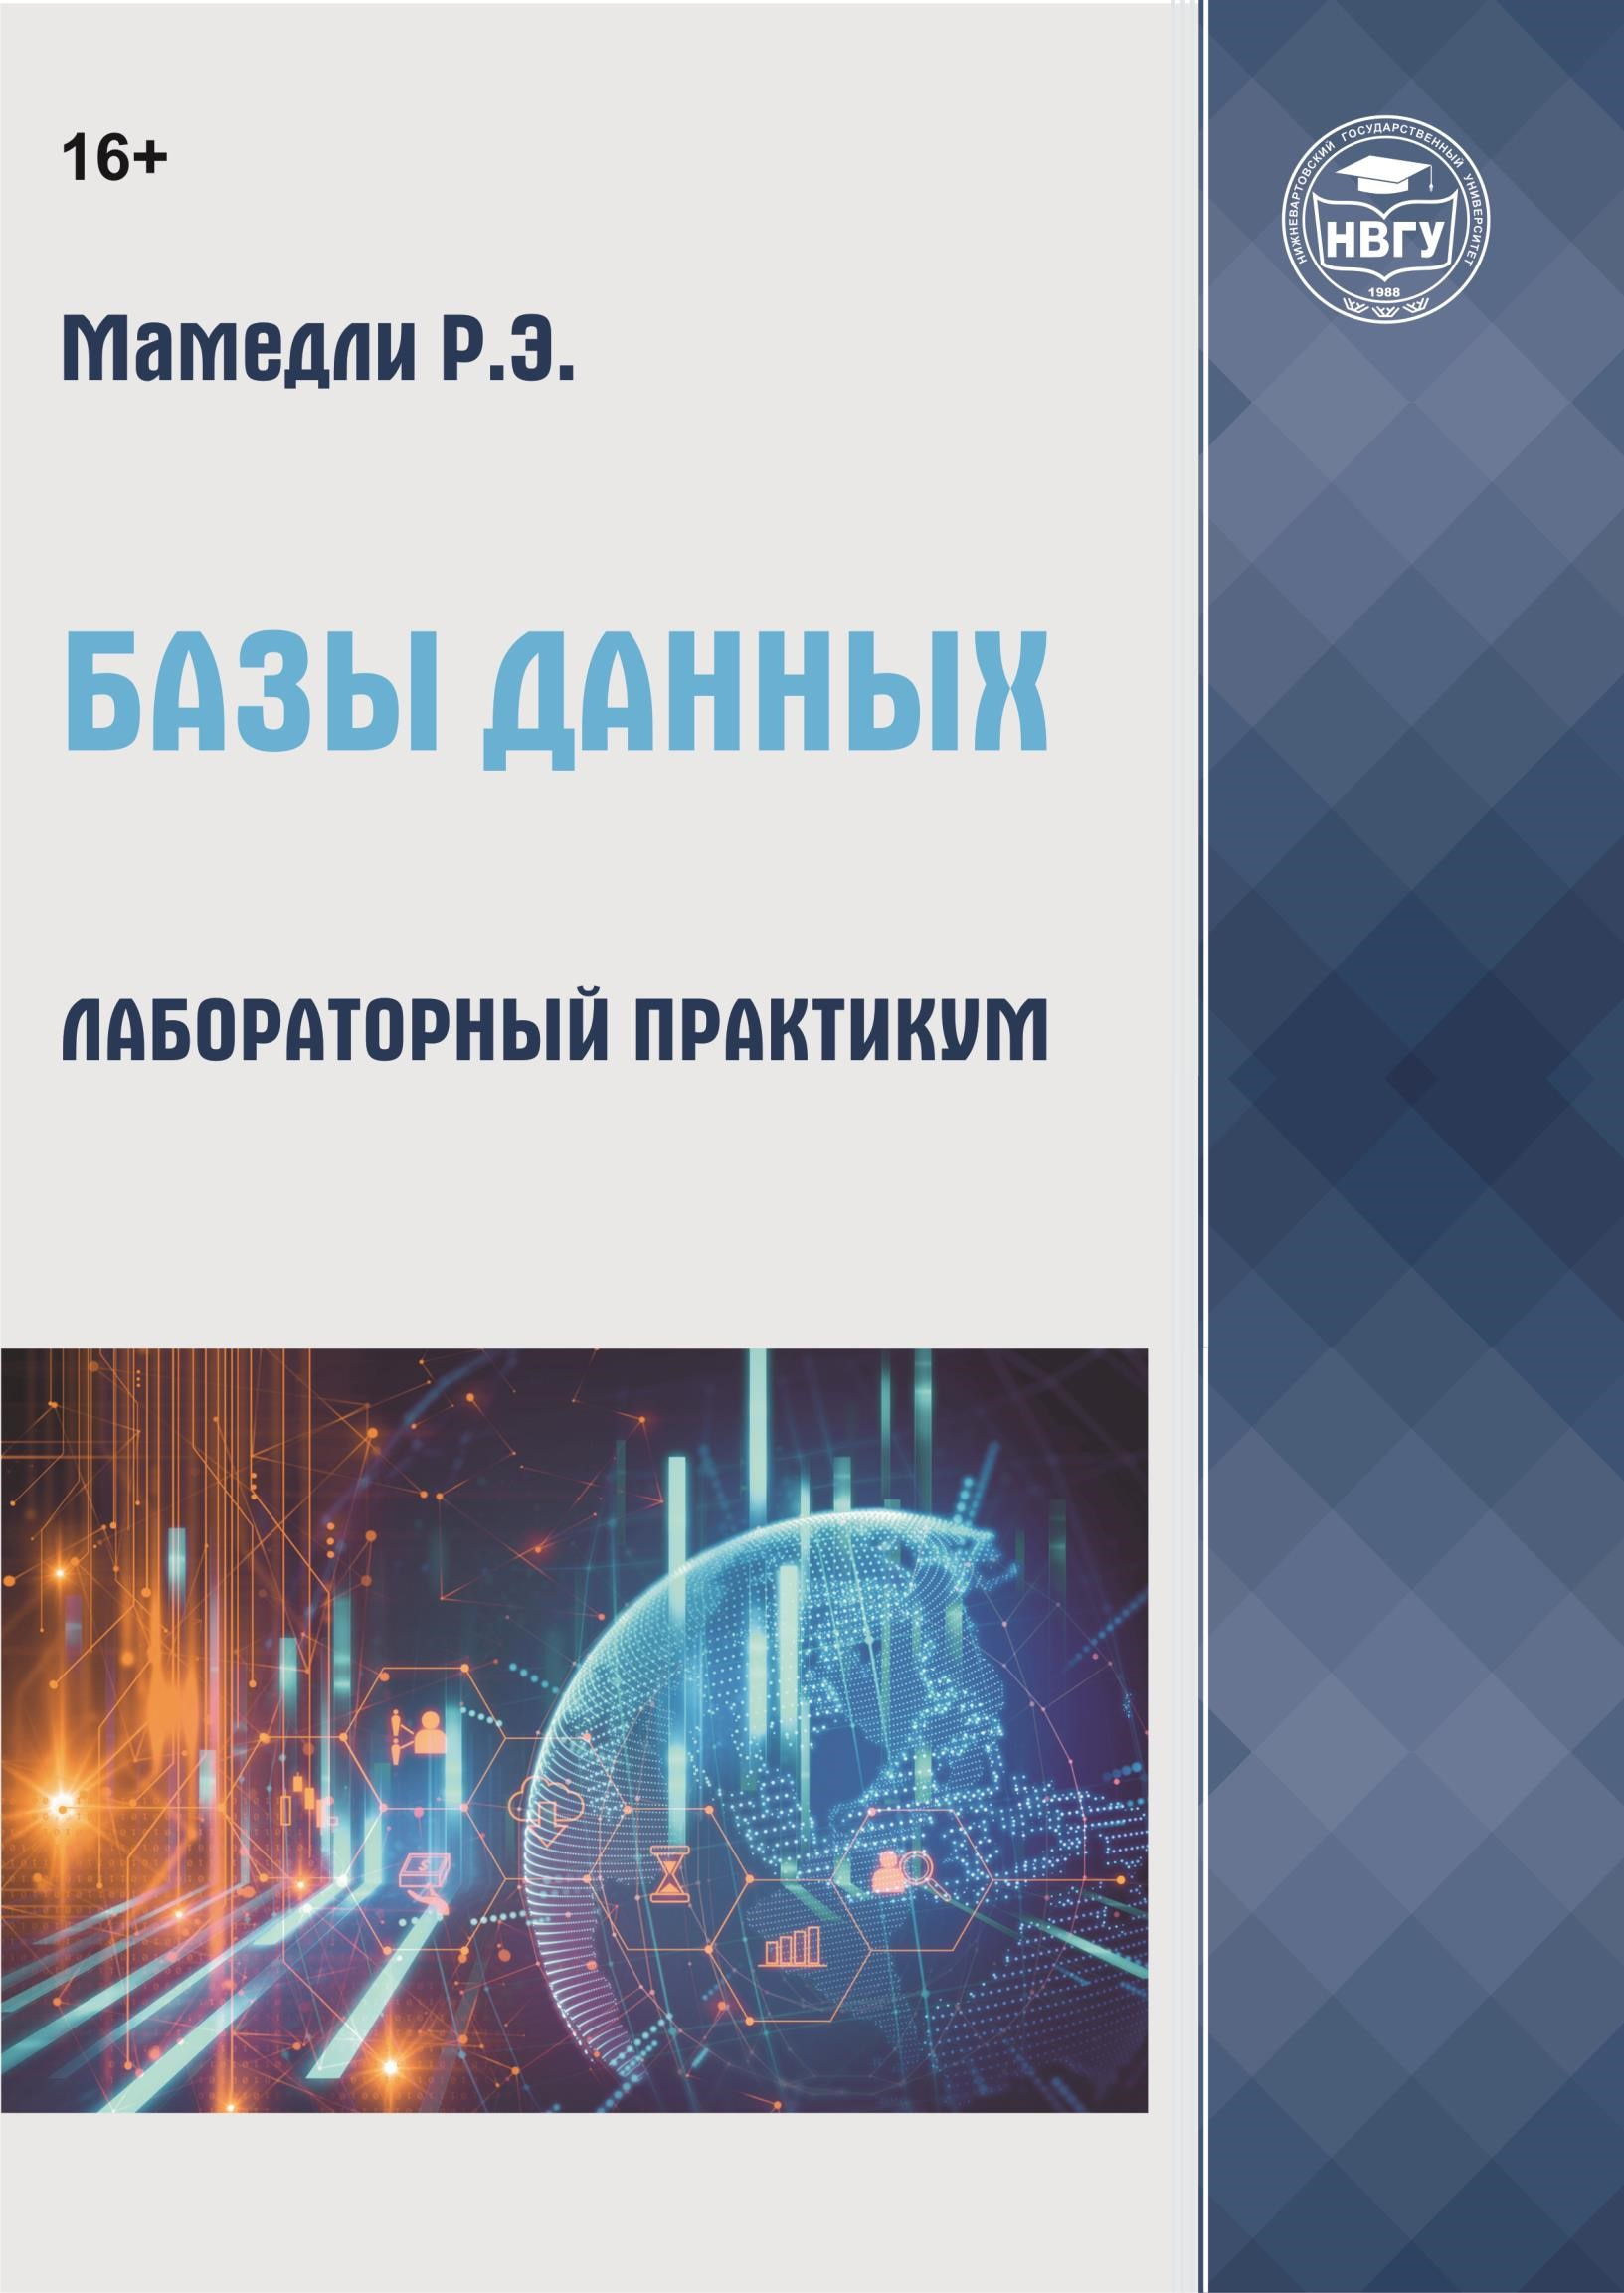 16+
НИЖНЕВАРТОВСКИЙ ГОСУДАРСТВЕННЫЙ УНИВЕРСИТЕТ
НВГУ
1988
Мамедли Р.Э.
БАЗЫ ДАННЫХ
ЛАБОРАТОРНЫЙ ПРАКТИКУМ